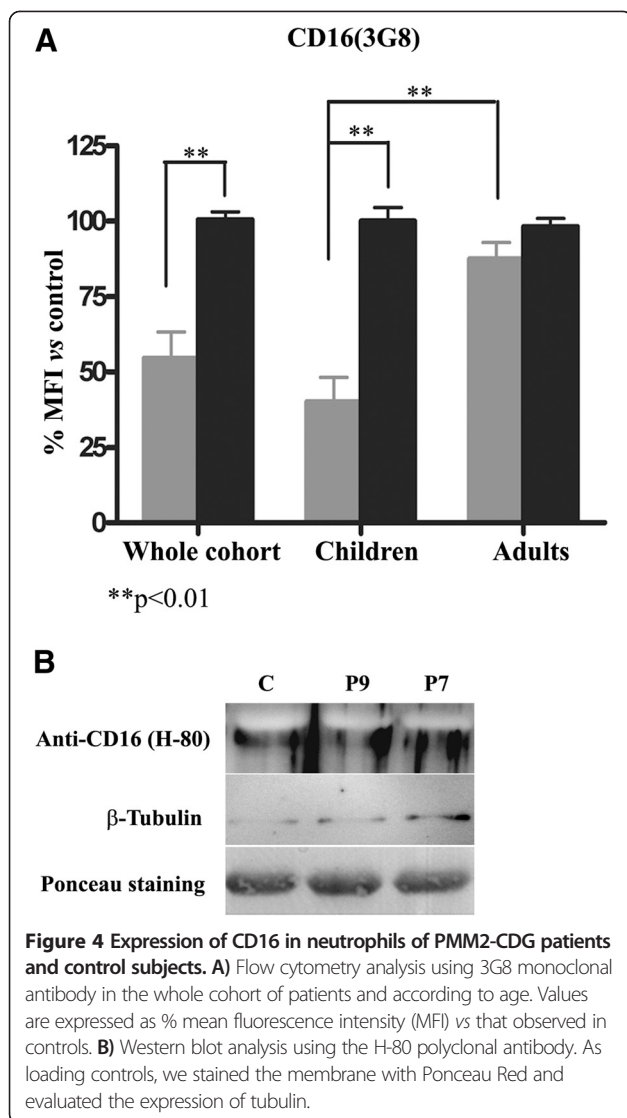 A
CD16(3G8)
**
**
**
125
100
75
50
25
0
% MFI vs control
Whole cohort Children Adults
**p<0.01
B
C P9 P7
Anti-CD16 (H-80)
β-Tubulin
Ponceau staining
Figure 4 Expression of CD16 in neutrophils of PMM2-CDG patients
and control subjects. A) Flow cytometry analysis using 3G8 monoclonal
antibody in the whole cohort of patients and according to age. Values
are expressed as % mean fluorescence intensity (MFI) vs that observed in
controls. B) Western blot analysis using the H-80 polyclonal antibody. As
loading controls, we stained the membrane with Ponceau Red and
evaluated the expression of tubulin.